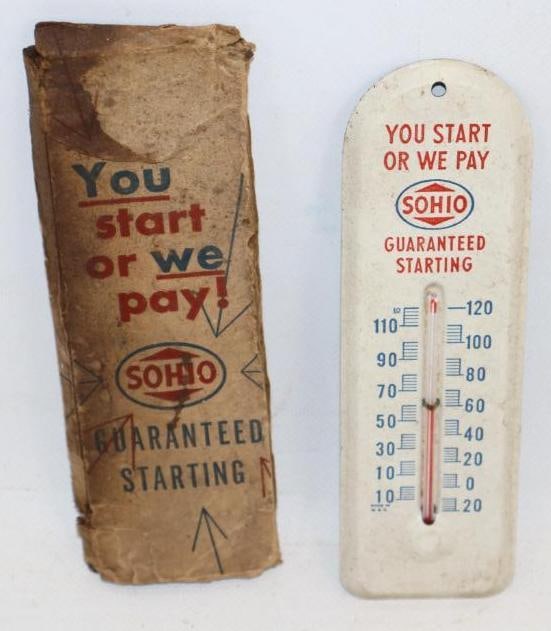 You
start
or we
pay!
SOHIO
GUARANTEED
STARTING
YOU START
OR WE PAY
SOHIO
GUARANTEED
STARTING
120
110
100
90
80
70
60
50
40
30
20
10
0
10
20